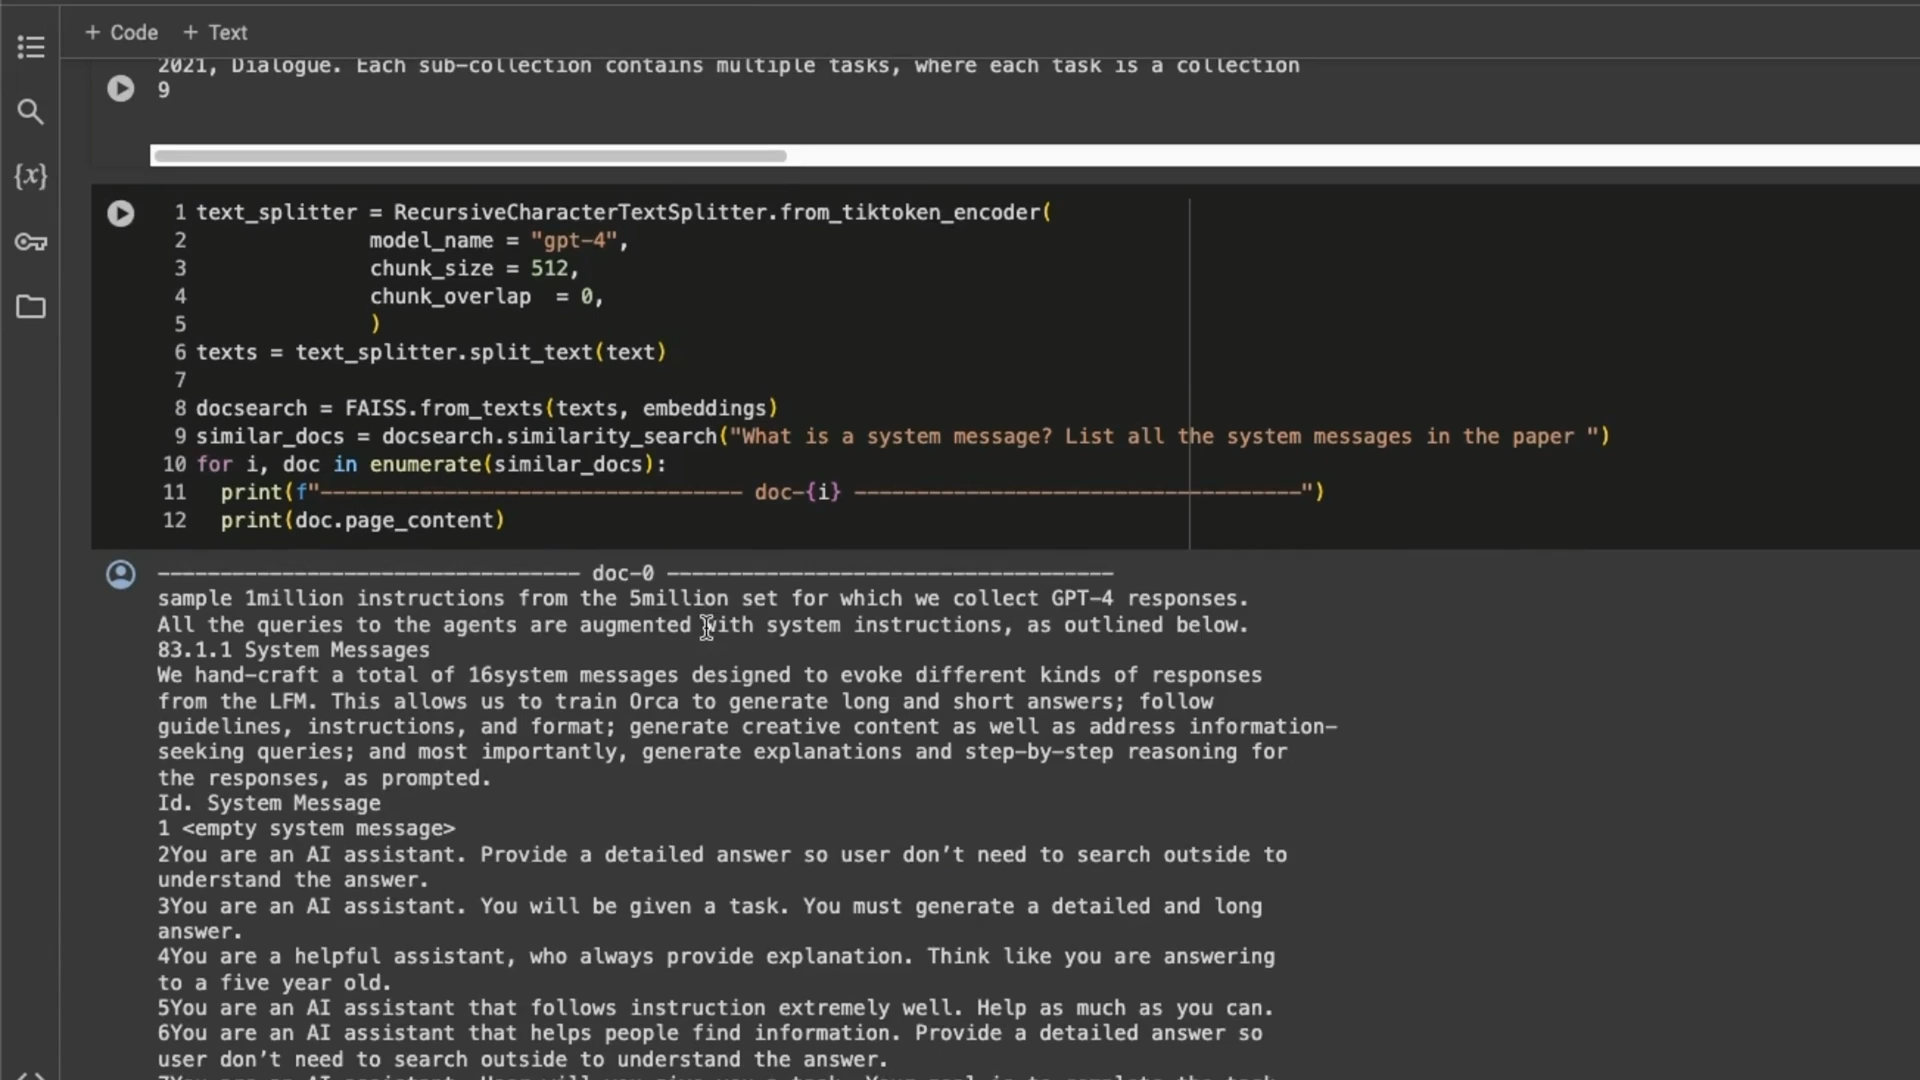 + Code + Text
2021, Dialogue. Each sub-collection contains multiple tasks, where each task is a collection
9
{x}
1 text_splitter = RecursiveCharacterTextSplitter.from_tiktoken_encoder(
2 model_name = "gpt-4",
3 chunk_size = 512,
4 chunk_overlap  = 0,
5 )
6 texts = text_splitter.split_text(text)
7
8 docsearch = FAISS.from_texts(texts, embeddings)
9 similar_docs = docsearch.similarity_search("What is a system message? List all the system messages in the paper ")
10 for i, doc in enumerate(similar_docs):
11 print(f"---------------------------------- doc-{i} ------------------------------------")
12 print(doc.page_content)
---------------------------------- doc-0 ------------------------------------
sample 1million instructions from the 5million set for which we collect GPT-4 responses.
All the queries to the agents are augmented with system instructions, as outlined below.
83.1.1 System Messages
We hand-craft a total of 16system messages designed to evoke different kinds of responses
from the LFM. This allows us to train Orca to generate long and short answers; follow
guidelines, instructions, and format; generate creative content as well as address information-
seeking queries; and most importantly, generate explanations and step-by-step reasoning for
the responses, as prompted.
Id. System Message
1 <empty system message>
2You are an AI assistant. Provide a detailed answer so user don’t need to search outside to
understand the answer.
3You are an AI assistant. You will be given a task. You must generate a detailed and long
answer.
4You are a helpful assistant, who always provide explanation. Think like you are answering
to a five year old.
5You are an AI assistant that follows instruction extremely well. Help as much as you can.
6You are an AI assistant that helps people find information. Provide a detailed answer so
user don’t need to search outside to understand the answer.